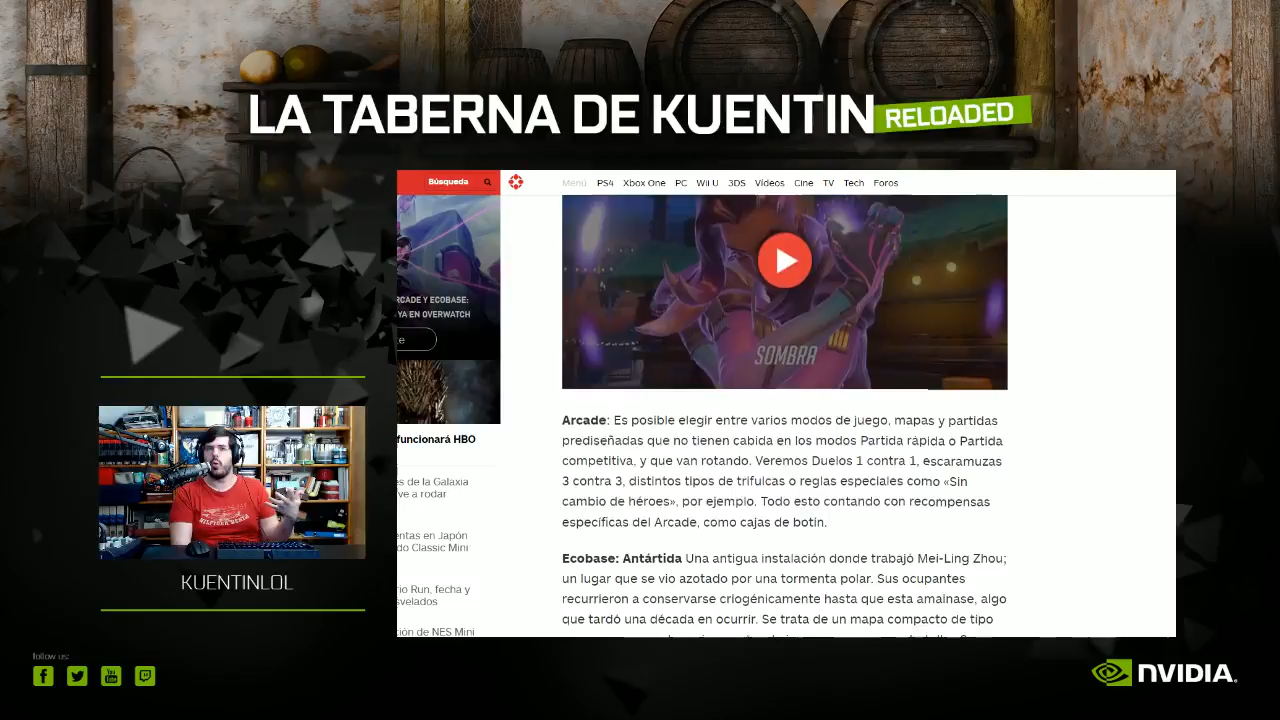 LA TABERNA DE KUENTIN RELOADED
Búsqueda
Menú PS4 Xbox One PC Wii U 3DS Vídeos Cine TV Tech Foros
RCADE Y ECOBASE:
YA EN OVERWATCH
SOMBRA
funcionará HBO
es de la Galaxia
ve a rodar
entas en Japón
do Classic Mini
rio Run, fecha y
svelados
ción de NES Mini
Arcade: Es posible elegir entre varios modos de juego, mapas y partidas
prediseñadas que no tienen cabida en los modos Partida rápida o Partida
competitiva, y que van rotando. Veremos Duelos 1 contra 1, escaramuzas
3 contra 3, distintos tipos de trifulcas o reglas especiales como «Sin
cambio de héroes», por ejemplo. Todo esto contando con recompensas
específicas del Arcade, como cajas de botín.
Ecobase: Antártida Una antigua instalación donde trabajó Mei-Ling Zhou;
un lugar que se vio azotado por una tormenta polar. Sus ocupantes
recurrieron a conservarse criogénicamente hasta que esta amainase, algo
que tardó una década en ocurrir. Se trata de un mapa compacto de tipo
KUENTINLOL
follow us:
NVIDIA.